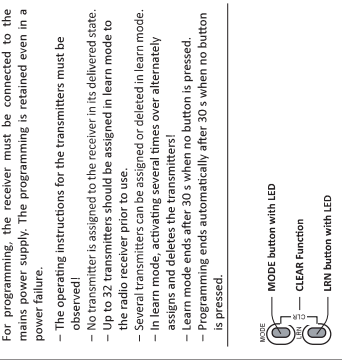 For programming, the receiver must be connected to the
mains power supply. The programming is retained even in a
power failure.
– The operating instructions for the transmitters must be
observed!
– No transmitter is assigned to the receiver in its delivered state.
– Up to 32 transmitters should be assigned in learn mode to
the radio receiver prior to use.
– Several transmitters can be assigned or deleted in learn mode.
– In learn mode, activating several times over alternately
assigns and deletes the transmitters!
– Learn mode ends after 30 s when no button is pressed.
– Programming ends automatically after 30 s when no button
is pressed.
MODE
MODE button with LED
CLR
CLEAR Function
LRN
LRN button with LED